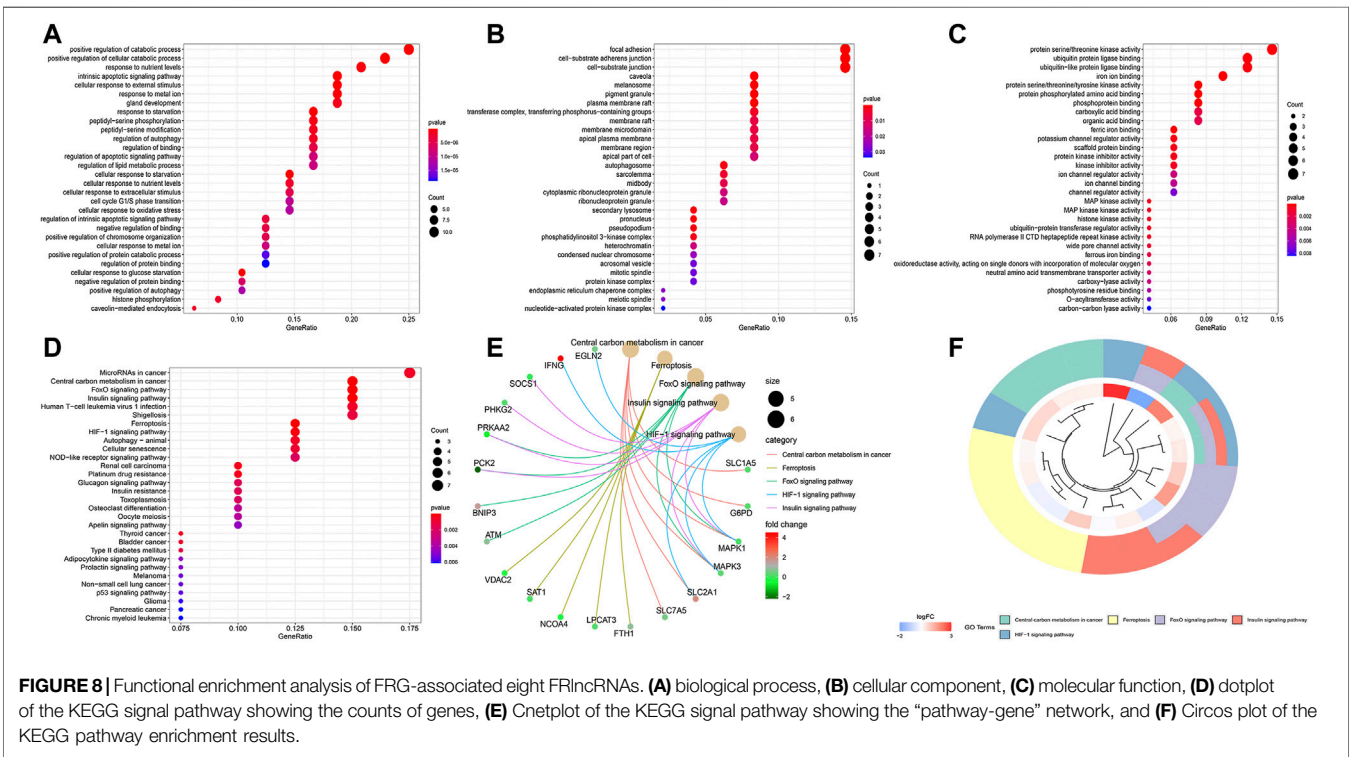 A
positive regulation of catabolic process
positive regulation of cellular catabolic process
response to nutrient levels
intrinsic apoptotic signaling pathway
cellular response to external stimulus
response to metal ion
gland development
response to starvation
peptidyl-serine phosphorylation
peptidyl-serine modification
regulation of autophagy
regulation of binding
regulation of apoptotic signaling pathway
regulation of lipid metabolic process
cellular response to starvation
cellular response to nutrient levels
cellular response to extracellular stimulus
cell cycle G1/S phase transition
cellular response to oxidative stress
regulation of intrinsic apoptotic signaling pathway
negative regulation of binding
positive regulation of chromosome organization
cellular response to metal ion
positive regulation of protein catabolic process
regulation of protein binding
cellular response to glucose starvation
negative regulation of protein binding
positive regulation of autophagy
histone phosphorylation
caveolin-mediated endocytosis
0.10 0.15 0.20 0.25
GeneRatio
pvalue
5.0e-06
1.0e-05
1.5e-05
Count
5.0
7.5
10.0
B
focal adhesion
cell-substrate adherens junction
cell-substrate junction
caveola
melanosome
pigment granule
plasma membrane raft
transferase complex, transferring phosphorus-containing groups
membrane raft
membrane microdomain
apical plasma membrane
membrane region
apical part of cell
autophagosome
sarcolemma
midbody
cytoplasmic ribonucleoprotein granule
ribonucleoprotein granule
secondary lysosome
pronucleus
pseudopodium
phosphatidylinositol 3-kinase complex
heterochromatin
condensed nuclear chromosome
acrosomal vesicle
mitotic spindle
protein kinase complex
endoplasmic reticulum chaperone complex
meiotic spindle
nucleotide-activated protein kinase complex
0.05 0.10 0.15
GeneRatio
pvalue
0.01
0.02
0.03
Count
1
2
3
4
5
6
7
C
protein serine/threonine kinase activity
ubiquitin protein ligase binding
ubiquitin-like protein ligase binding
iron ion binding
protein serine/threonine/tyrosine kinase activity
protein phosphorylated amino acid binding
phosphoprotein binding
carboxylic acid binding
organic acid binding
ferric iron binding
potassium channel regulator activity
scaffold protein binding
protein kinase inhibitor activity
kinase inhibitor activity
ion channel regulator activity
ion channel binding
channel regulator activity
MAP kinase activity
MAP kinase kinase activity
histone kinase activity
ubiquitin-protein transferase regulator activity
RNA polymerase II CTD heptapeptide repeat kinase activity
wide pore channel activity
ferrous iron binding
oxidoreductase activity, acting on single donors with incorporation of molecular oxygen
neutral amino acid transmembrane transporter activity
carboxy-lyase activity
phosphotyrosine residue binding
O-acyltransferase activity
carbon-carbon lyase activity
0.06 0.09 0.12 0.15
GeneRatio
Count
2
3
4
5
6
7
pvalue
0.002
0.004
0.006
0.008
D
MicroRNAs in cancer
Central carbon metabolism in cancer
FoxO signaling pathway
Insulin signaling pathway
Human T-cell leukemia virus 1 infection
Shigellosis
Ferroptosis
HIF-1 signaling pathway
Autophagy - animal
Cellular senescence
NOD-like receptor signaling pathway
Renal cell carcinoma
Platinum drug resistance
Glucagon signaling pathway
Insulin resistance
Toxoplasmosis
Osteoclast differentiation
Oocyte meiosis
Apelin signaling pathway
Thyroid cancer
Bladder cancer
Type II diabetes mellitus
Adipocytokine signaling pathway
Prolactin signaling pathway
Melanoma
Non-small cell lung cancer
p53 signaling pathway
Glioma
Pancreatic cancer
Chronic myeloid leukemia
0.075 0.100 0.125 0.150 0.175
GeneRatio
Count
3
4
5
6
7
pvalue
0.002
0.004
0.006
E
Central carbon metabolism in cancer
Ferroptosis
FoxO signaling pathway
Insulin signaling pathway
HIF-1 signaling pathway
SLC1A5
G6PD
MAPK1
MAPK3
SLC2A1
SLC7A5
FTH1
LPCAT3
NCOA4
SAT1
VDAC2
ATM
BNIP3
PCK2
PRKAA2
PHKG2
SOCS1
IFNG
EGLN2
size
5
6
category
Central carbon metabolism in cancer
Ferroptosis
FoxO signaling pathway
HIF-1 signaling pathway
Insulin signaling pathway
fold change
4
2
0
-2
F
logFC
-2 3
GO Terms
Central carbon metabolism in cancer
Ferroptosis
FoxO signaling pathway
Insulin signaling pathway
HIF-1 signaling pathway
FIGURE 8 | Functional enrichment analysis of FRG-associated eight FRlncRNAs. (A) biological process, (B) cellular component, (C) molecular function, (D) dotplot
of the KEGG signal pathway showing the counts of genes, (E) Cnetplot of the KEGG signal pathway showing the “pathway-gene” network, and (F) Circos plot of the
KEGG pathway enrichment results.